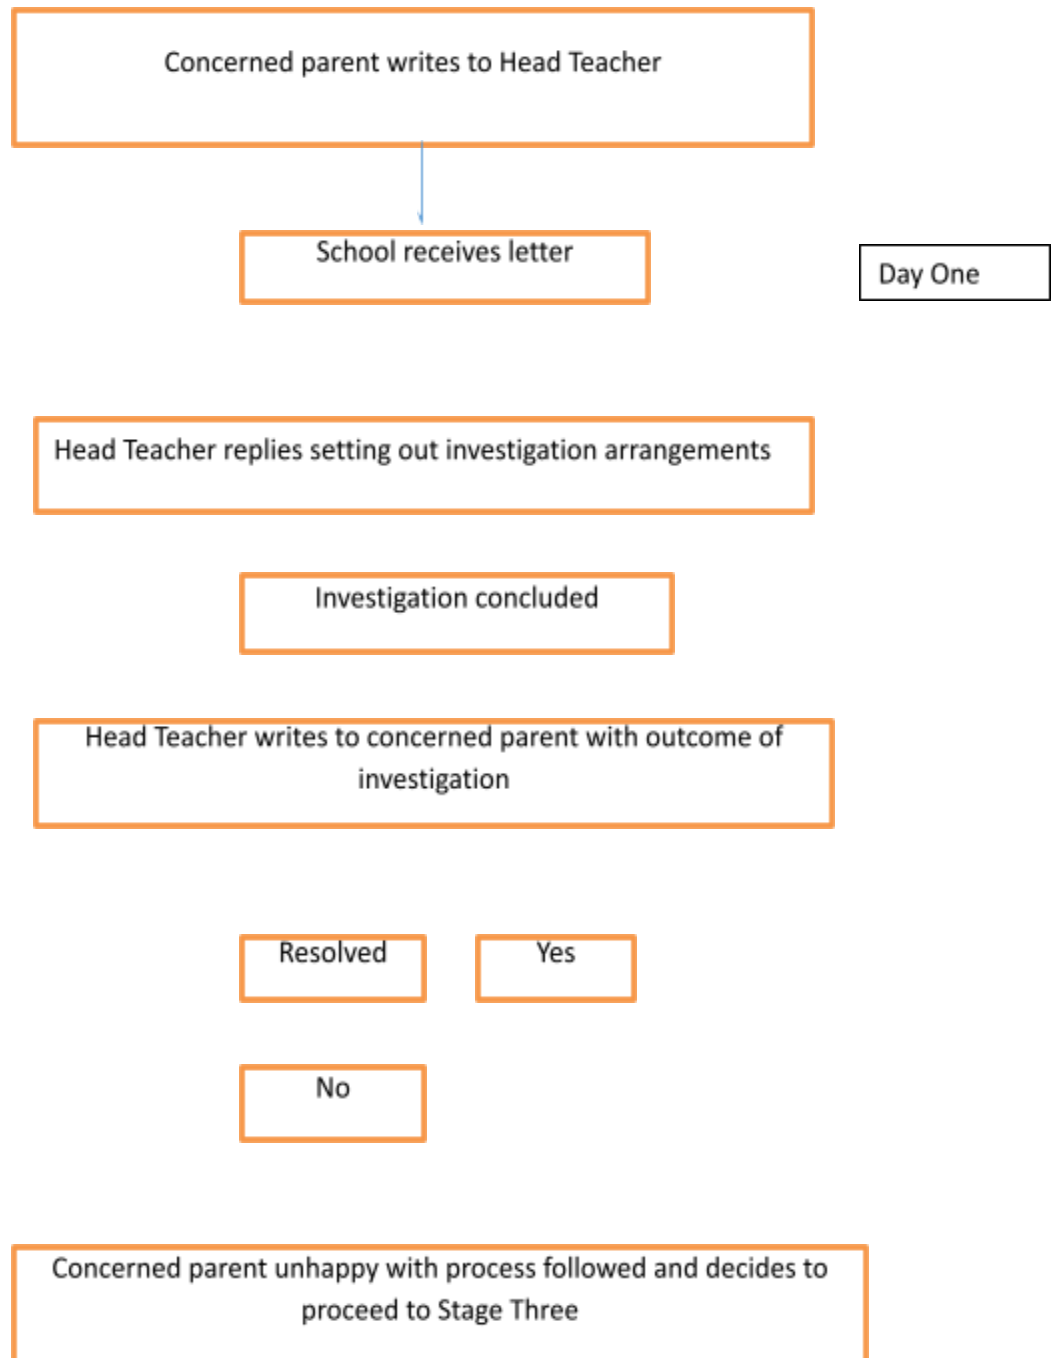 Concerned parent writes to Head Teacher
School receives letter
Day One
Head Teacher replies setting out investigation arrangements
Investigation concluded
Head Teacher writes to concerned parent with outcome of
investigation
Resolved
Yes
No
Concerned parent unhappy with process followed and decides to
proceed to Stage Three